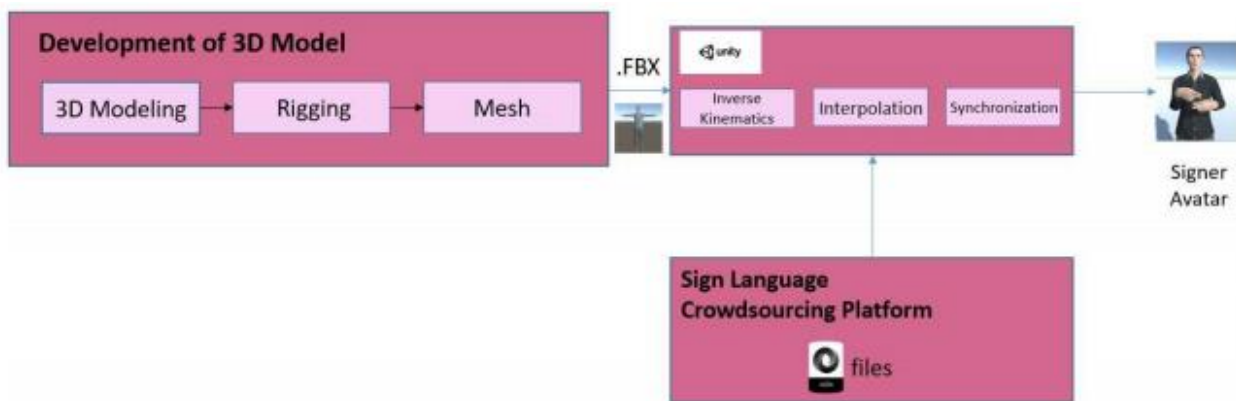 Development of 3D Model
3D Modeling
Rigging
Mesh
.FBX
unity
Inverse
Kinematics
Interpolation
Synchronization
Signer
Avatar
Sign Language
Crowdsourcing Platform
files